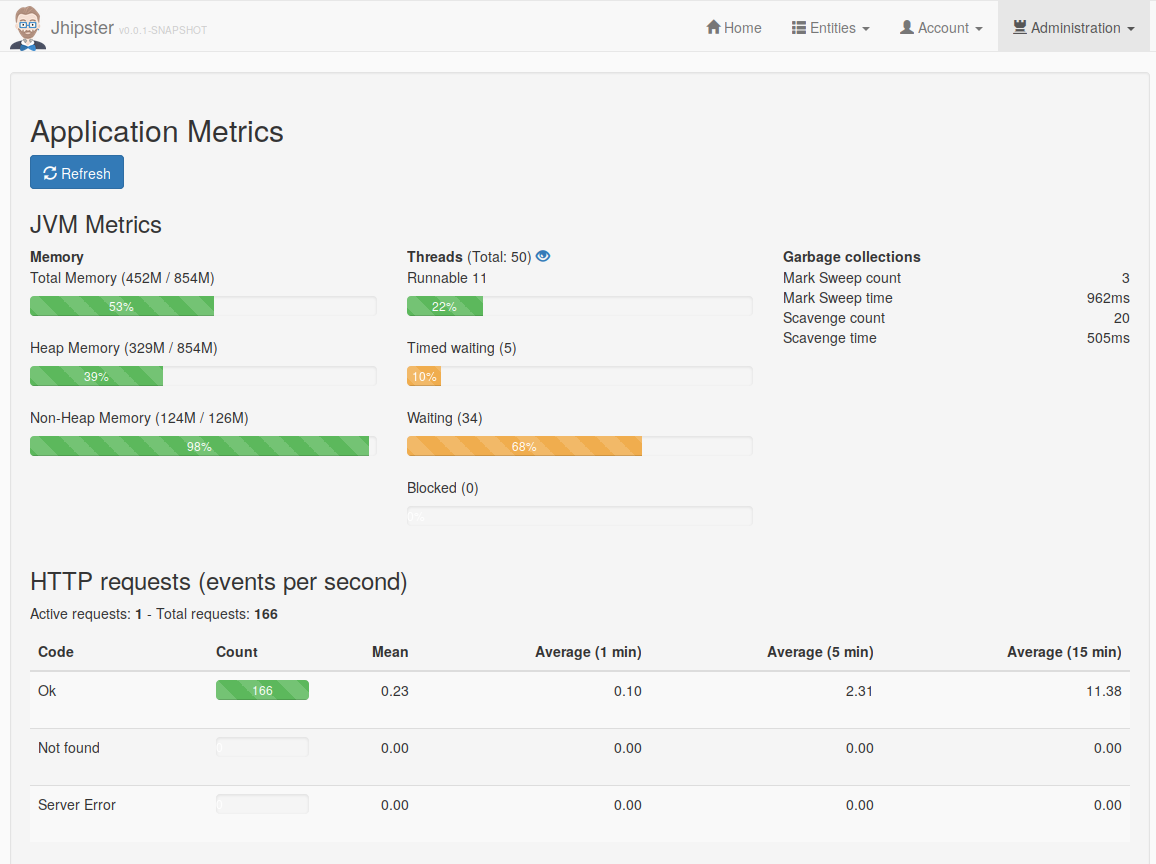 Jhipster v0.0.1-SNAPSHOT Home Entities Account Administration
Application Metrics
Refresh
JVM Metrics
Memory
Total Memory (452M / 854M)
53%
Heap Memory (329M / 854M)
39%
Non-Heap Memory (124M / 126M)
98%
Threads (Total: 50)
Runnable 11
22%
Timed waiting (5)
10%
Waiting (34)
68%
Blocked (0)
0%
Garbage collections
Mark Sweep count 3
Mark Sweep time 962ms
Scavenge count 20
Scavenge time 505ms
HTTP requests (events per second)
Active requests: 1 - Total requests: 166
Code Count Mean Average (1 min) Average (5 min) Average (15 min)
Ok 166 0.23 0.10 2.31 11.38
Not found 0 0.00 0.00 0.00 0.00
Server Error 0 0.00 0.00 0.00 0.00